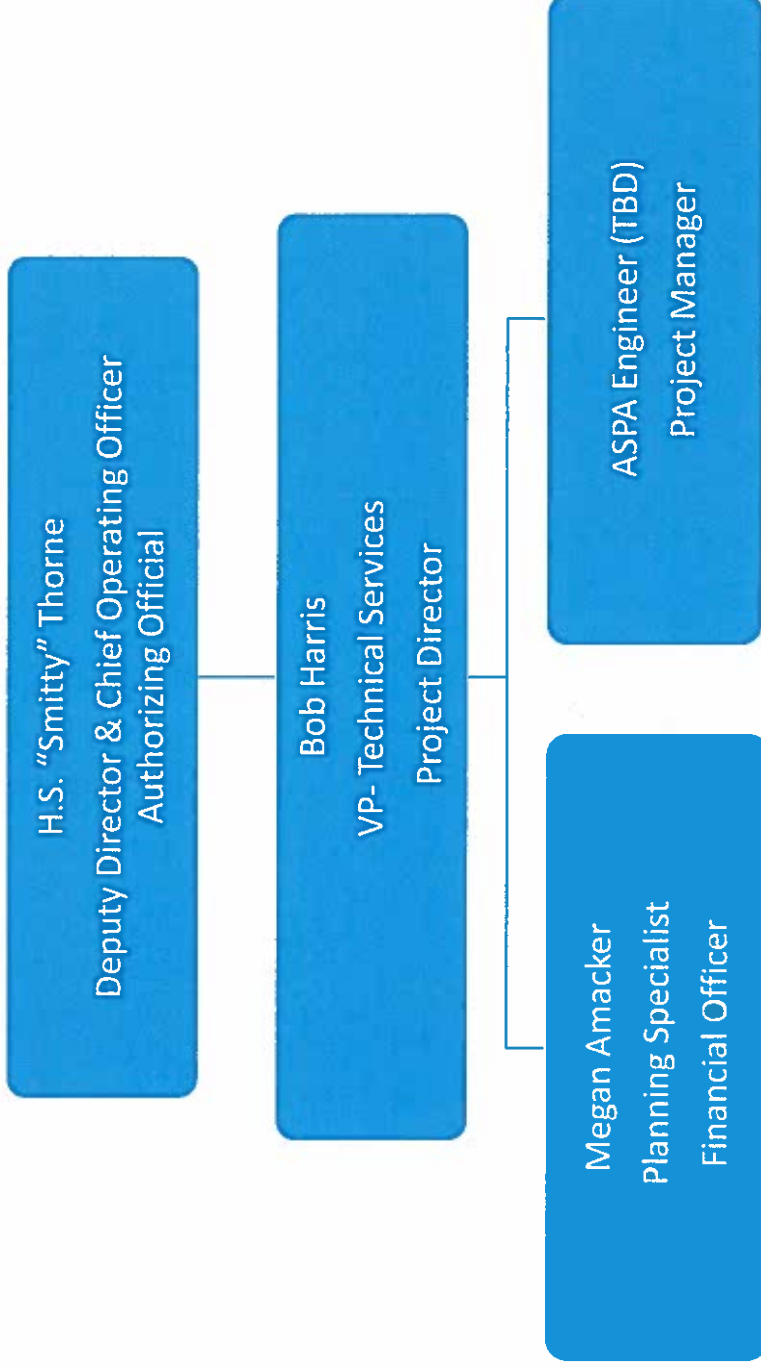 H.S. “Smitty” Thorne
Deputy Director & Chief Operating Officer
Authorizing Official
Bob Harris
VP- Technical Services
Project Director
Megan Amacker
Planning Specialist
Financial Officer
ASPA Engineer (TBD)
Project Manager